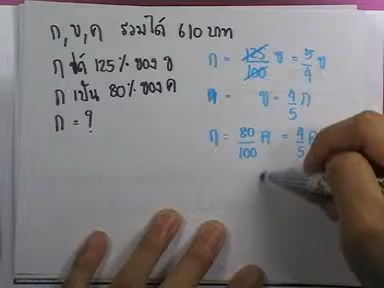 ก, ข, ค รวมได้ 610 บาท
ก ได้ 125% ของ ข
ก เป็น 80% ของ ค
ก = ?
ก = 125/100 ข = 5/4 ข
ก = ข = 4/5 ก
ก = 80/100 ค = 4/5 ค